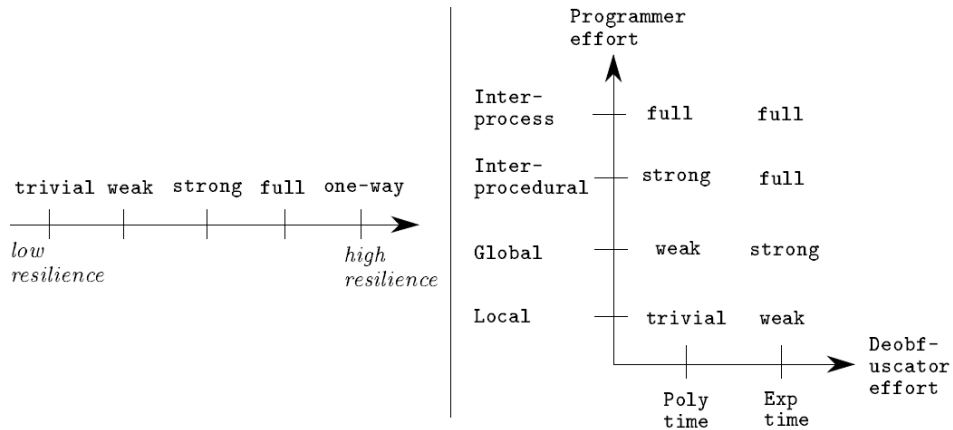 trivial weak strong full one-way
low
resilience
high
resilience
Programmer
effort
Inter-
process
full
full
Inter-
procedural
strong
full
Global
weak
strong
Local
trivial
weak
Deobf-
uscator
effort
Poly
time
Exp
time